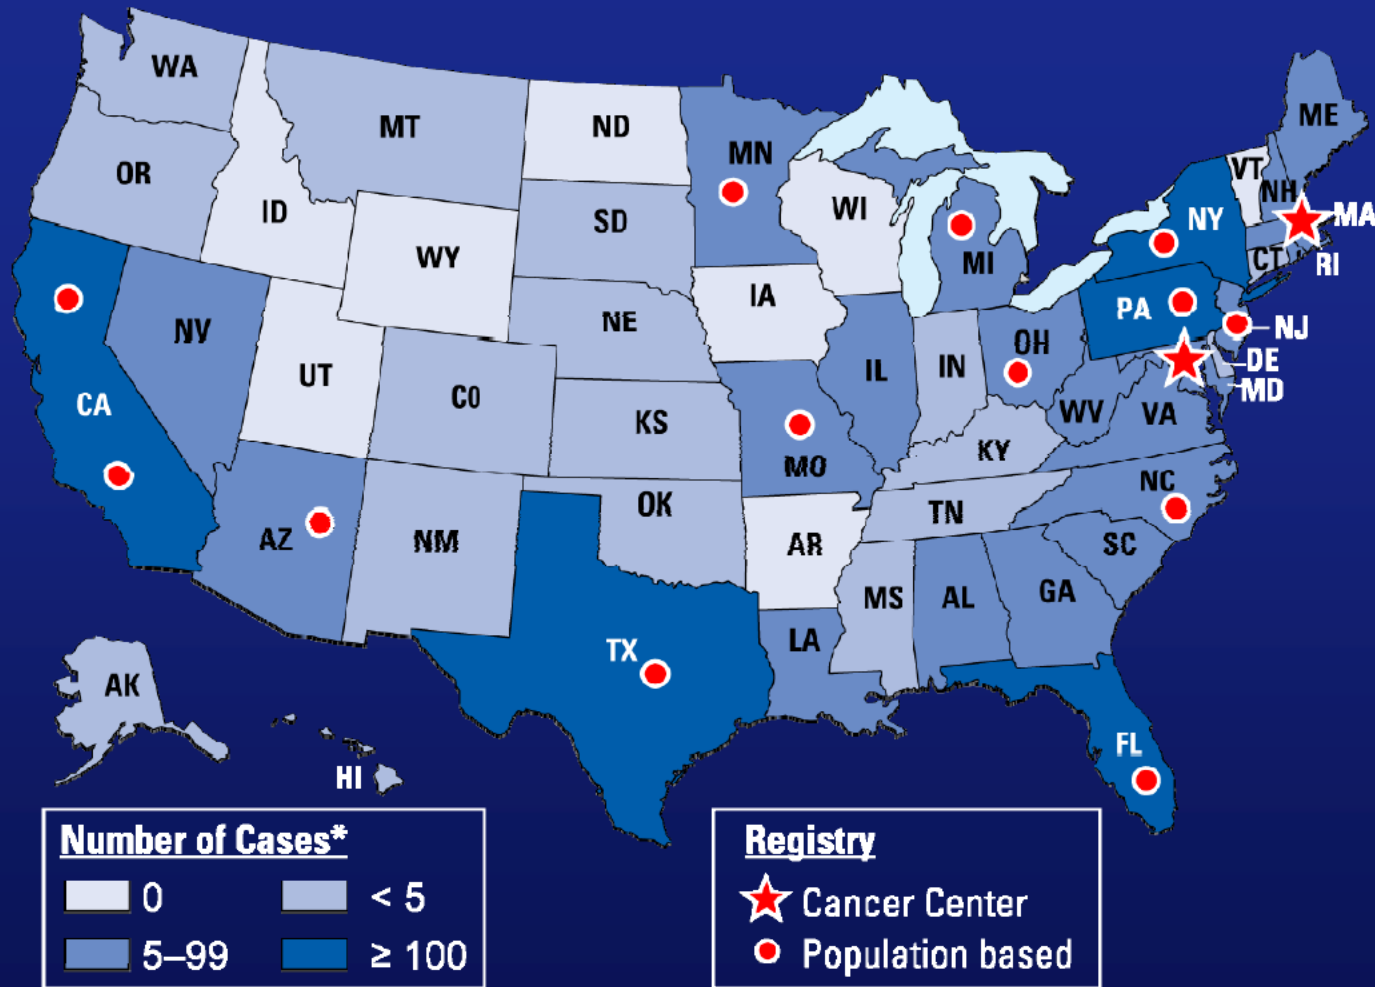 WA
MT
ND
MN
ME
OR
VT
NH
ID
SD
WI
NY
MA
WY
MI
CT
RI
IA
PA
NV
NE
NJ
OH
DE
UT
IL
IN
MD
CA
C0
KS
WV
VA
MO
KY
NC
AZ
NM
OK
TN
AR
SC
MS
AL
GA
TX
LA
AK
FL
HI
Number of Cases*
0
< 5
5–99
≥ 100
Registry
Cancer Center
Population based